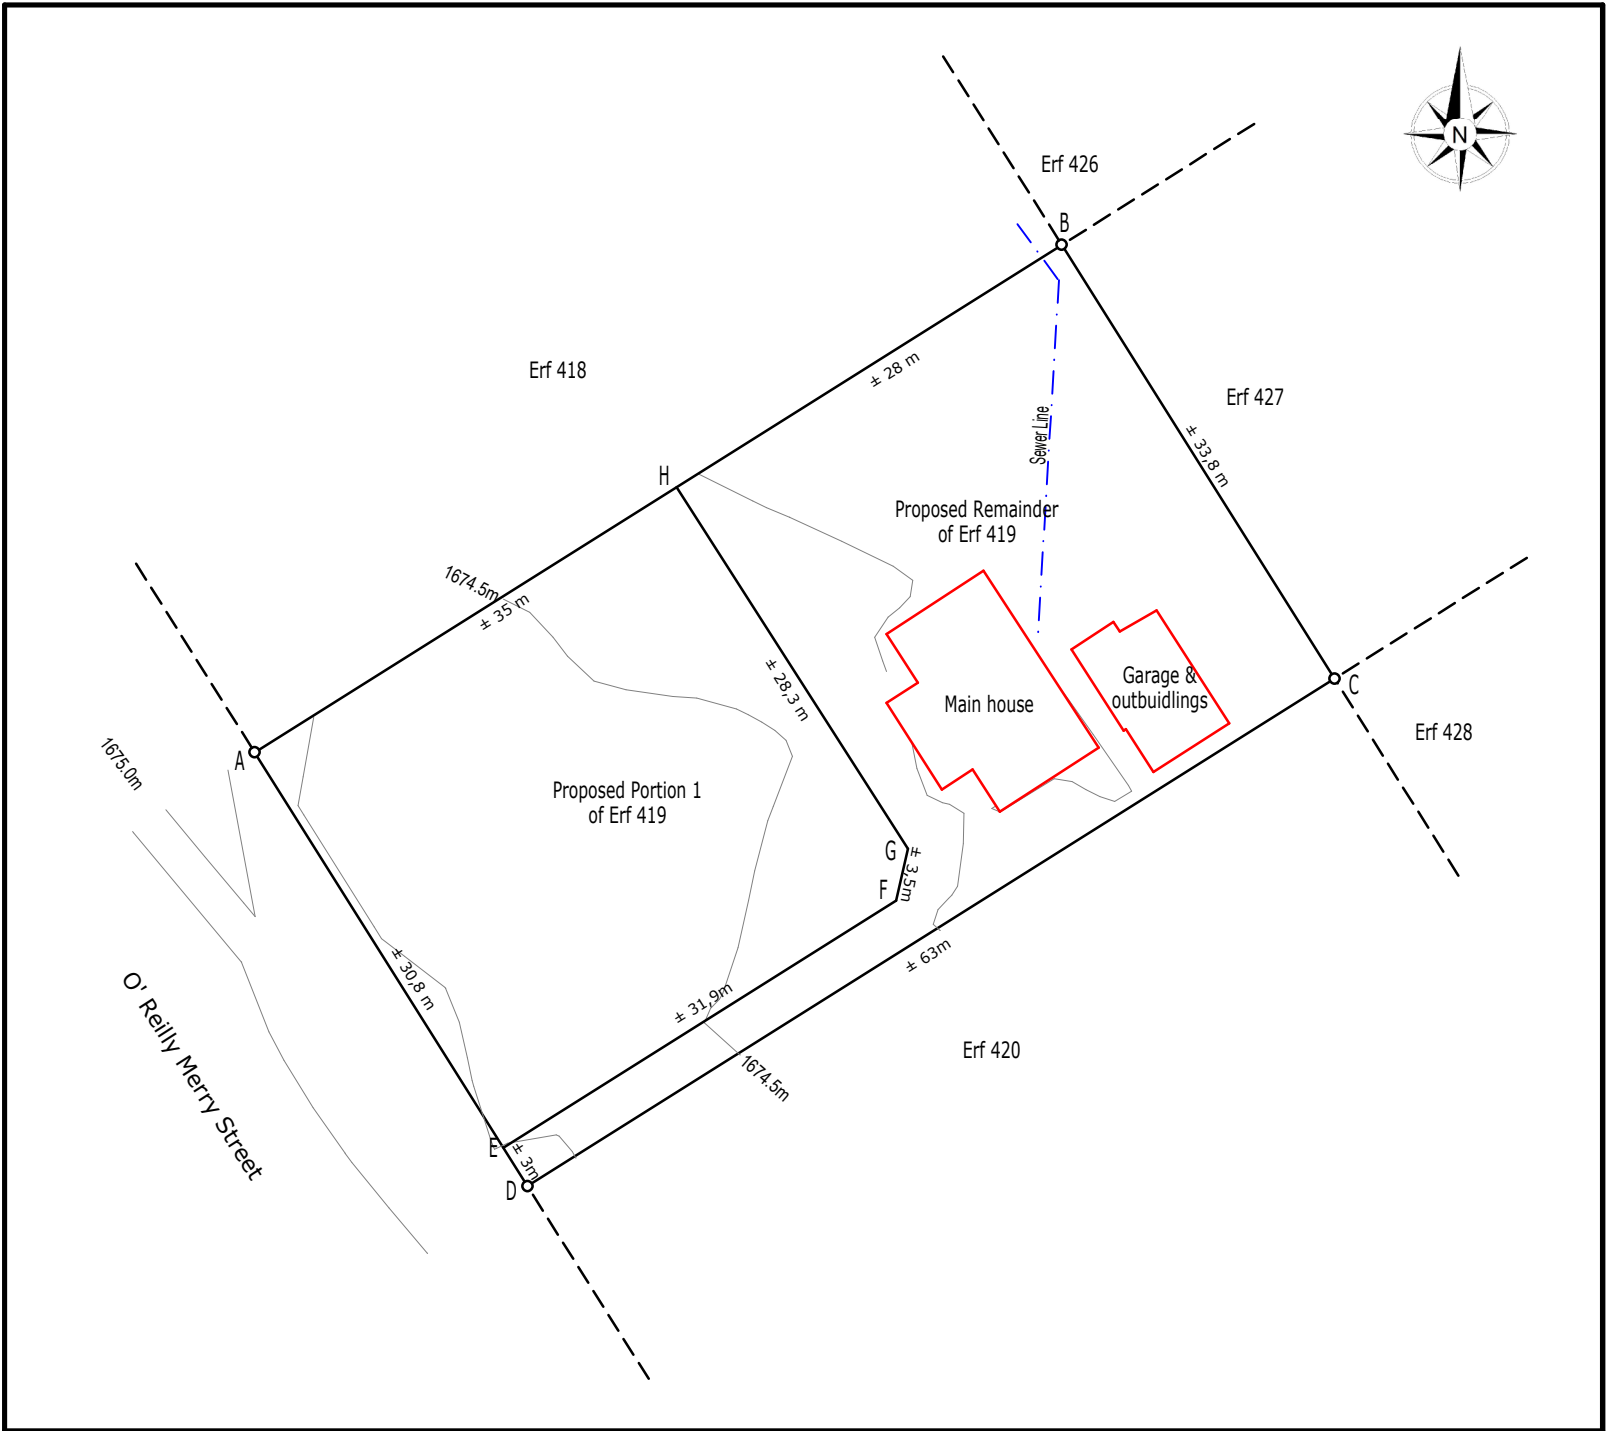 N
Erf 426
B
Erf 418
± 28 m
Erf 427
Sewer Line
± 33,8 m
H
Proposed Remainder
of Erf 419
1674.5m
± 35 m
± 28,3 m
Garage &
outbuidlings
C
Main house
Erf 428
A
1675.0m
Proposed Portion 1
of Erf 419
G
± 3,5m
F
± 63m
± 30,8 m
± 31,9m
O' Reilly Merry Street
Erf 420
1674.5m
E
± 3m
D